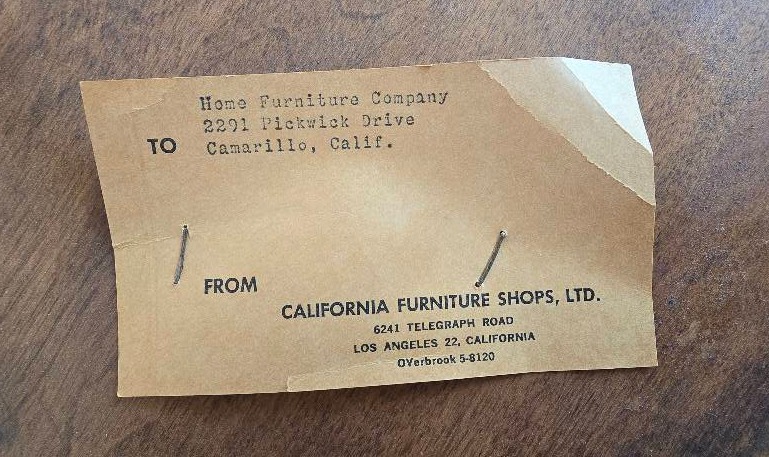 Home Furniture Company
2291 Pickwick Drive
TO Camarillo, Calif.
FROM
CALIFORNIA FURNITURE SHOPS, LTD.
6241 TELEGRAPH ROAD
LOS ANGELES 22, CALIFORNIA
OVerbrook 5-8120